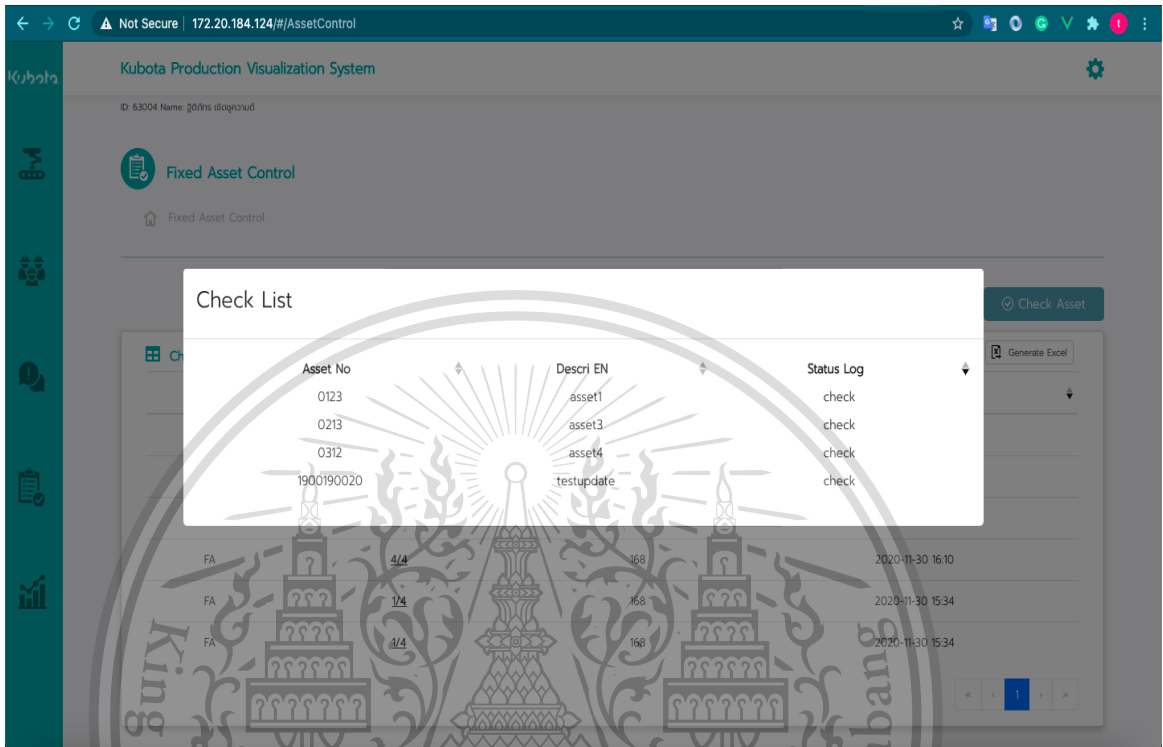 Not Secure | 172.20.184.124/#/AssetControl
Kubota
Kubota Production Visualization System
ID: 63004 Name:
Fixed Asset Control
Fixed Asset Control
Check List
Check Asset
Ch
Generate Excel
Asset No Descri EN Status Log
0123 asset1 check
0213 asset3 check
0312 asset4 check
1900190020 testupdate check
FA 4/4 168 2020-11-30 16:10
FA 1/4 168 2020-11-30 15:34
FA 1/4 168 2020-11-30 15:34
« ‹ 1 › »
King
bang